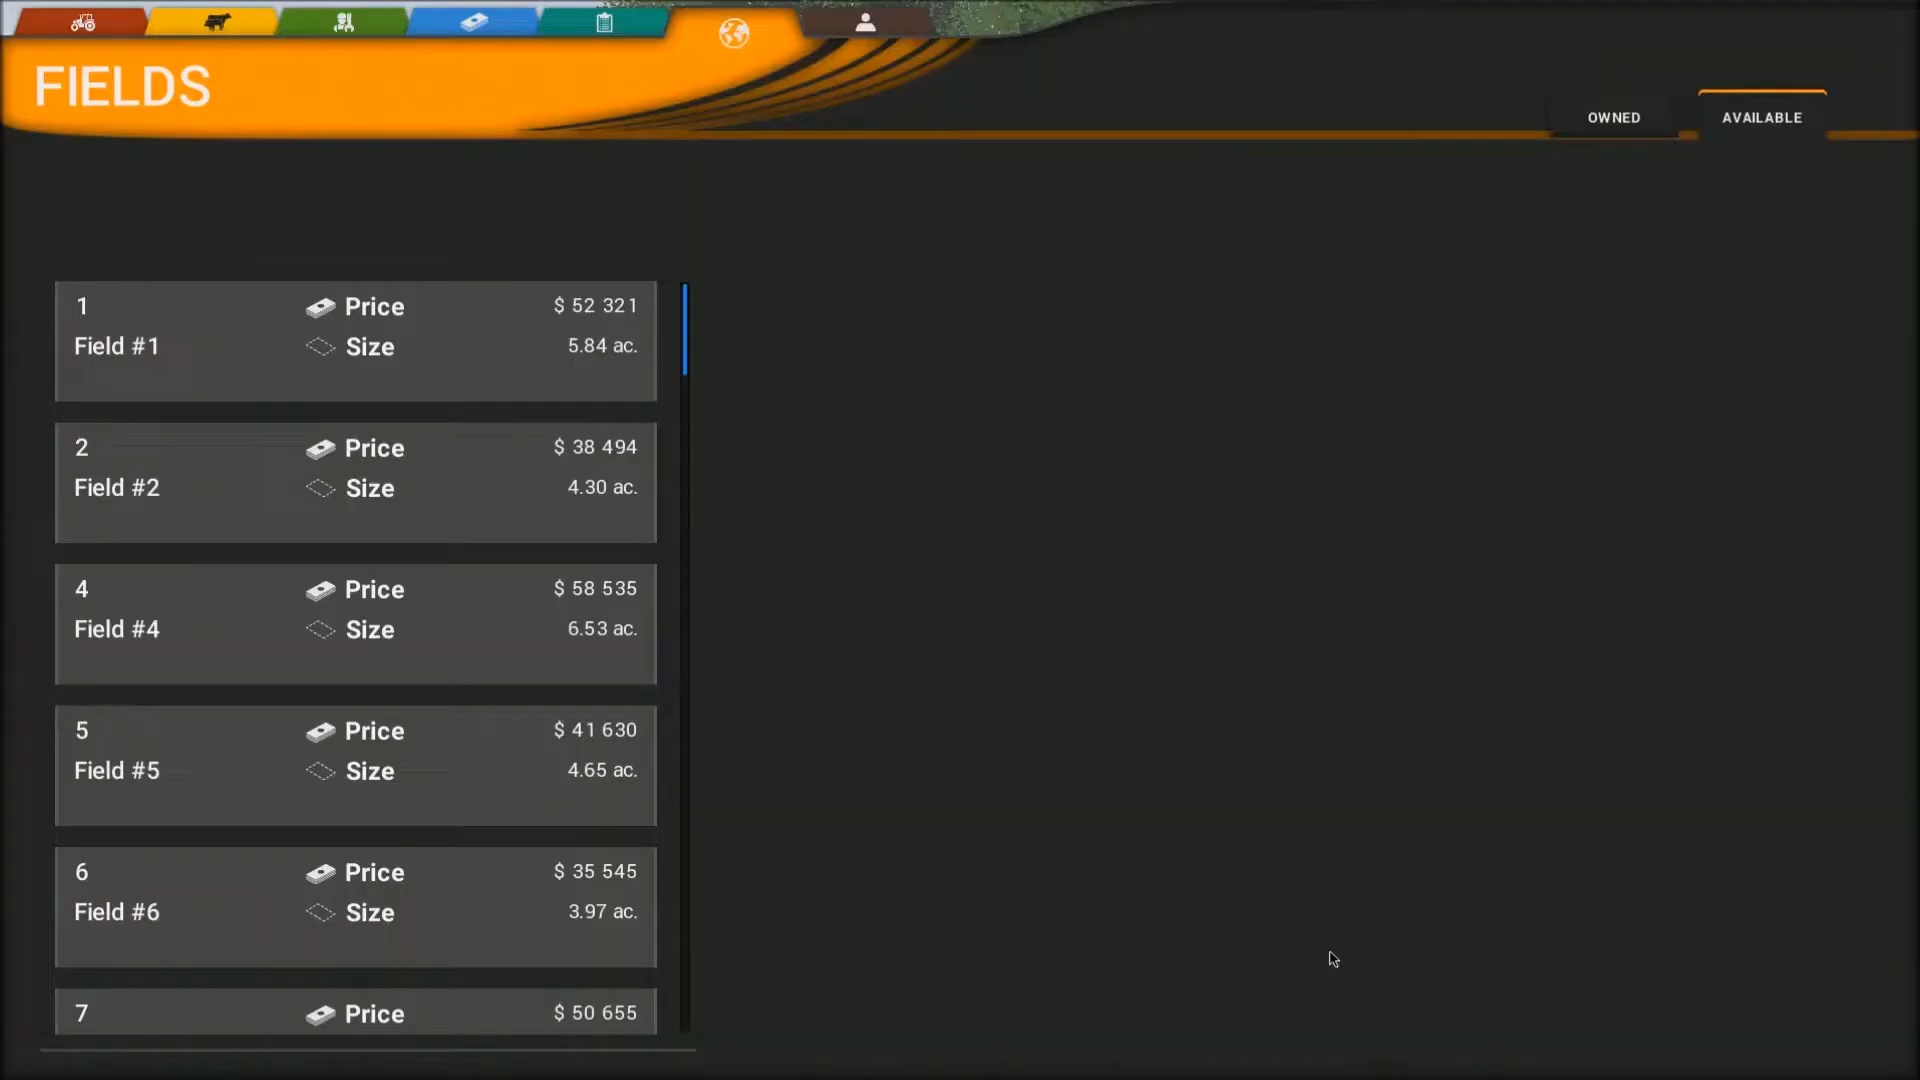 FIELDS
OWNED
AVAILABLE
1 Price $ 52 321
Field #1 Size 5.84 ac.
2 Price $ 38 494
Field #2 Size 4.30 ac.
4 Price $ 58 535
Field #4 Size 6.53 ac.
5 Price $ 41 630
Field #5 Size 4.65 ac.
6 Price $ 35 545
Field #6 Size 3.97 ac.
7 Price $ 50 655